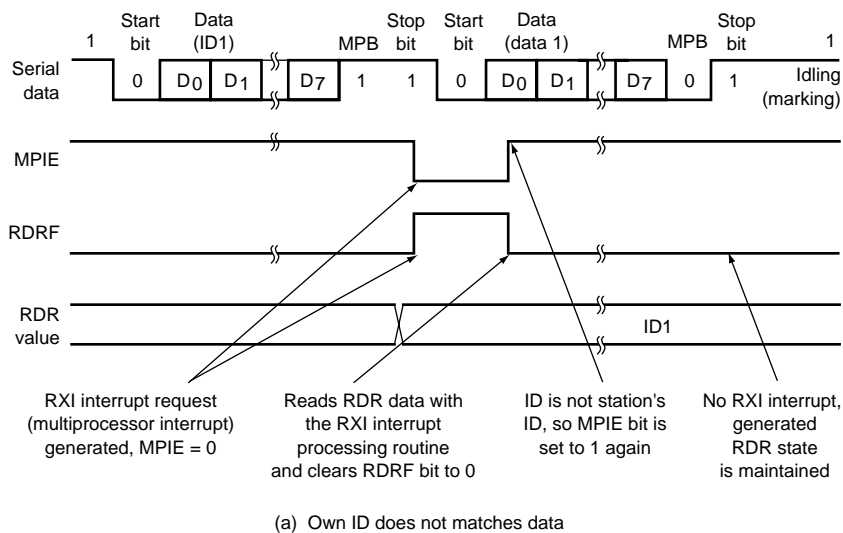 Start Data Stop Start Data Stop
1 bit (ID1) MPB bit bit (data 1) MPB bit 1
Serial data 0 D0 D1 D7 1 1 0 D0 D1 D7 0 1 Idling (marking)
MPIE
RDRF
RDR value ID1
RXI interrupt request
(multiprocessor interrupt)
generated, MPIE = 0
Reads RDR data with
the RXI interrupt
processing routine
and clears RDRF bit to 0
ID is not station's
ID, so MPIE bit is
set to 1 again
No RXI interrupt,
generated
RDR state
is maintained
(a) Own ID does not matches data